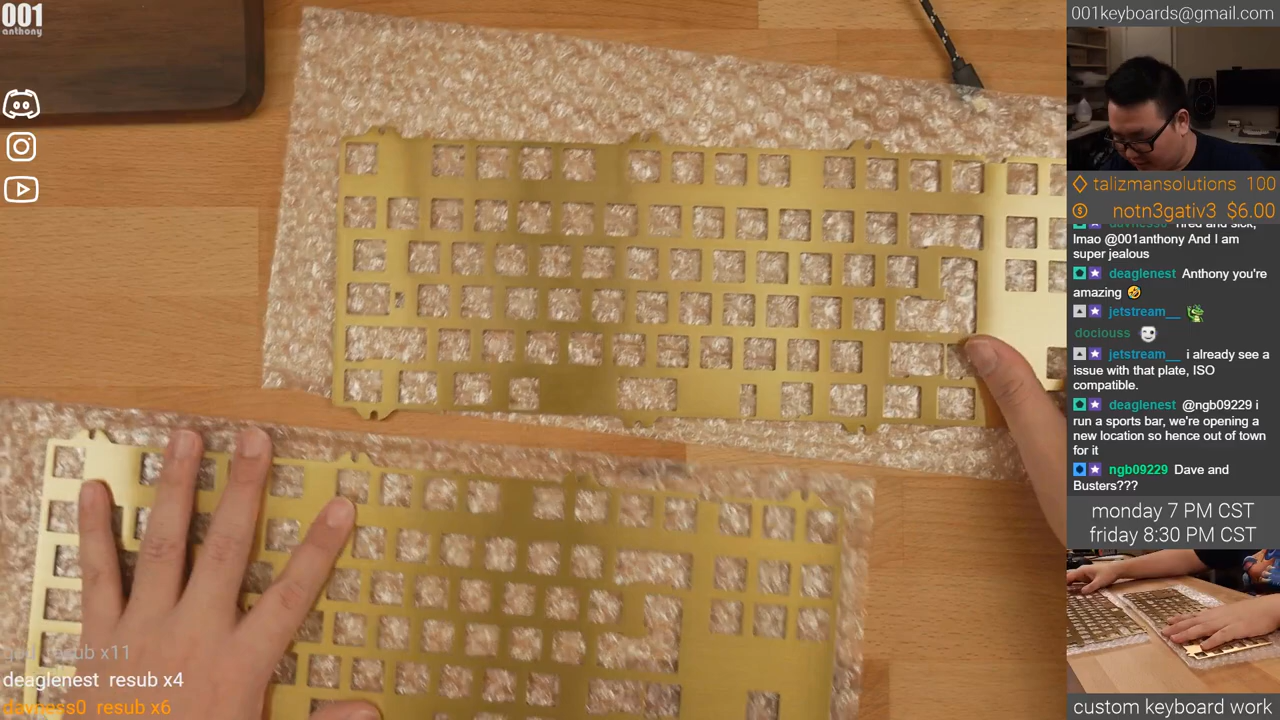 001
anthony
001keyboards@gmail.com
talizmansolutions 100
notn3gativ3 $6.00
davness0 Tired and sick,
lmao @001anthony And I am
super jealous
deaglenest Anthony you're
amazing
jetstream__
dociouss
jetstream__ i already see a
issue with that plate, ISO
compatible.
deaglenest @ngb09229 i
run a sports bar, we're opening a
new location so hence out of town
for it
ngb09229 Dave and
Busters???
monday 7 PM CST
friday 8:30 PM CST
resub x11
deaglenest resub x4
davness0 resub x6
custom keyboard work